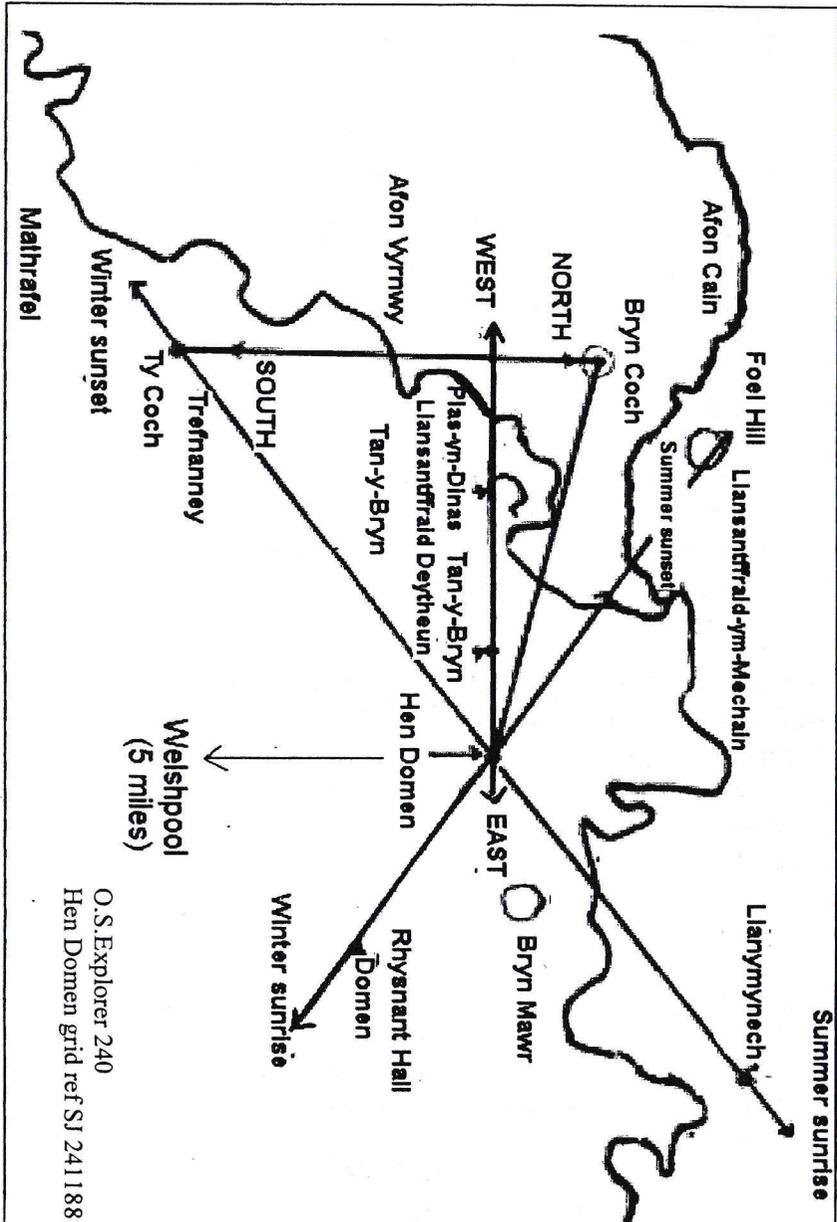 Summer sunrise
Llanymynech
Foel Hill
Llansantffraid-ym-Mechain
Afon Cain
Summer sunset
Bryn Coch
NORTH
WEST
EAST
Bryn Mawr
Plas-yn-Dinas
Tan-y-Bryn
Llansantffraid Deytheun
Afon Vyrnwy
Tan-y-Bryn
Hen Domen
Rhysnant Hall
Domen
SOUTH
Trefnanney
Ty Coch
Winter sunset
Winter sunrise
Welshpool
(5 miles)
Mathrafel
O.S.Explorer 240
Hen Domen grid ref SJ 241188